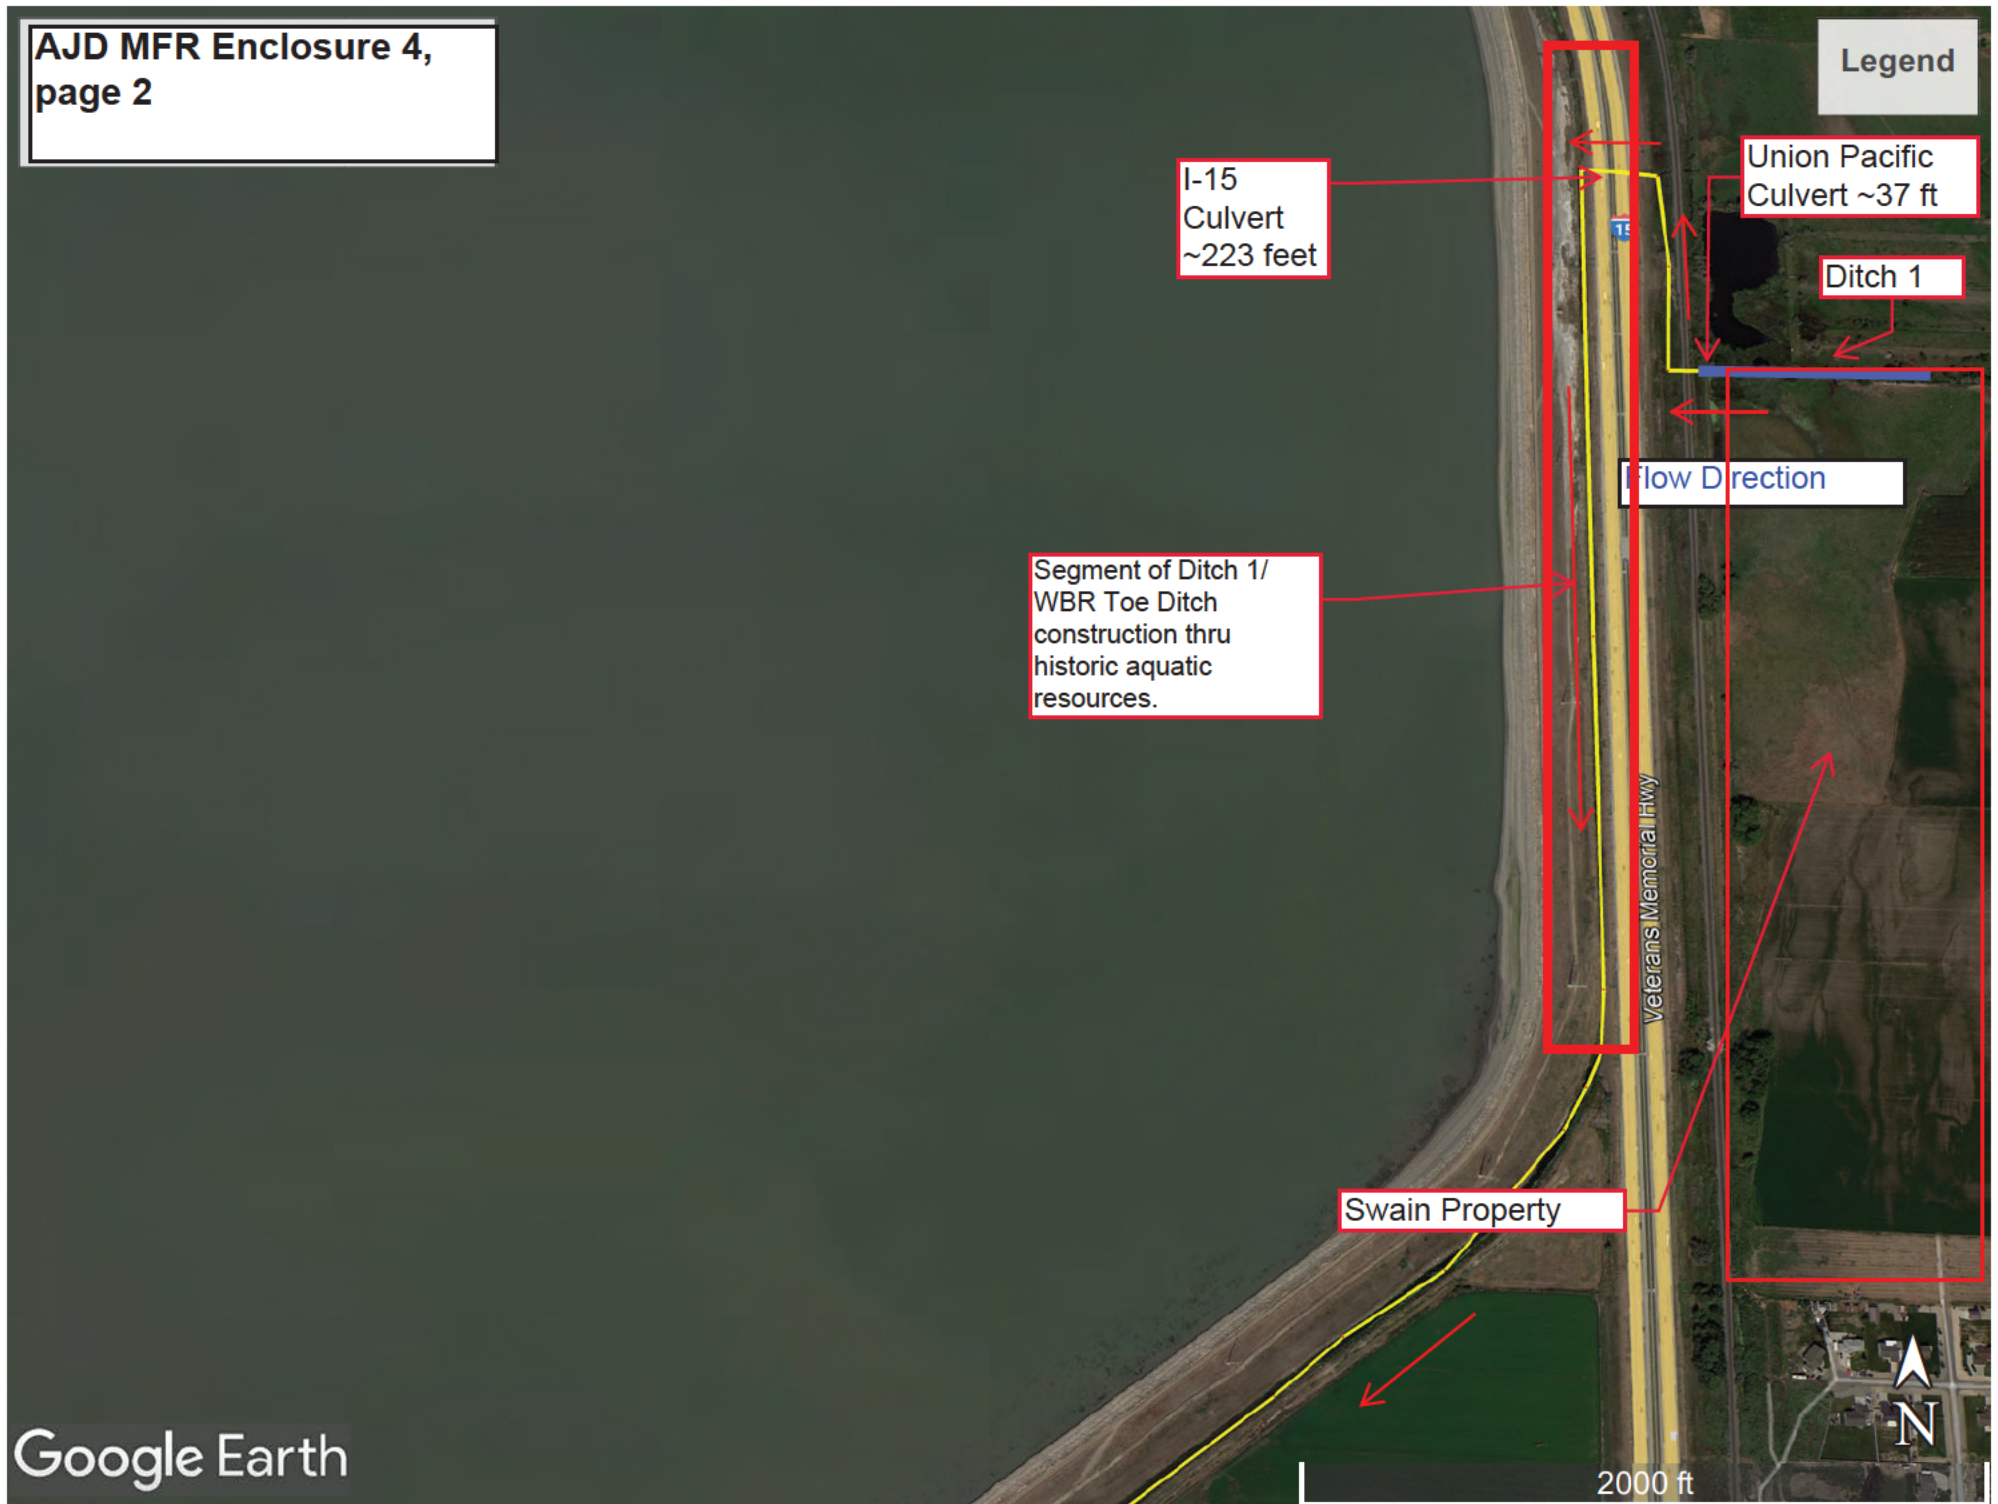 AJD MFR Enclosure 4,
page 2
Legend
Union Pacific
Culvert ~37 ft
I-15
Culvert
~223 feet
15
Ditch 1
Flow Direction
Segment of Ditch 1/
WBR Toe Ditch
construction thru
historic aquatic
resources.
Veterans Memorial Hwy
Swain Property
N
Google Earth
2000 ft